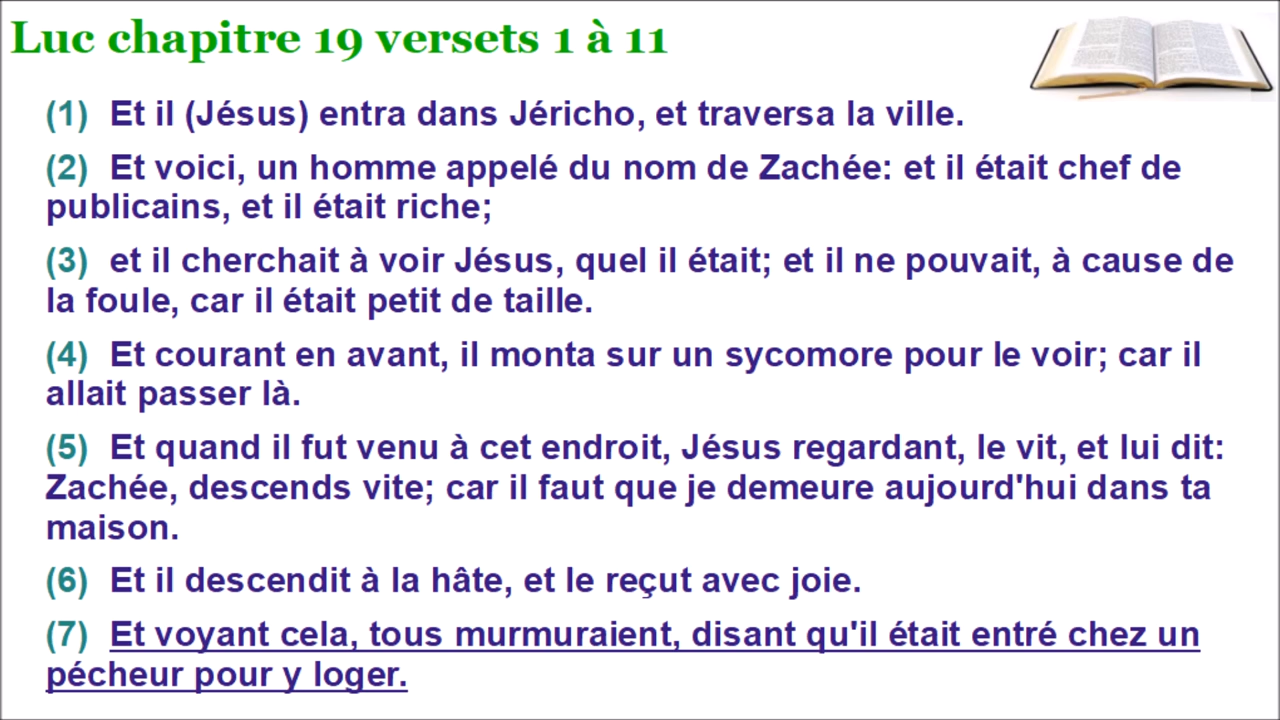 Luc chapitre 19 versets 1 à 11
(1) Et il (Jésus) entra dans Jéricho, et traversa la ville.
(2) Et voici, un homme appelé du nom de Zachée: et il était chef de
publicains, et il était riche;
(3) et il cherchait à voir Jésus, quel il était; et il ne pouvait, à cause de
la foule, car il était petit de taille.
(4) Et courant en avant, il monta sur un sycomore pour le voir; car il
allait passer là.
(5) Et quand il fut venu à cet endroit, Jésus regardant, le vit, et lui dit:
Zachée, descends vite; car il faut que je demeure aujourd'hui dans ta
maison.
(6) Et il descendit à la hâte, et le reçut avec joie.
(7) Et voyant cela, tous murmuraient, disant qu'il était entré chez un
pécheur pour y loger.